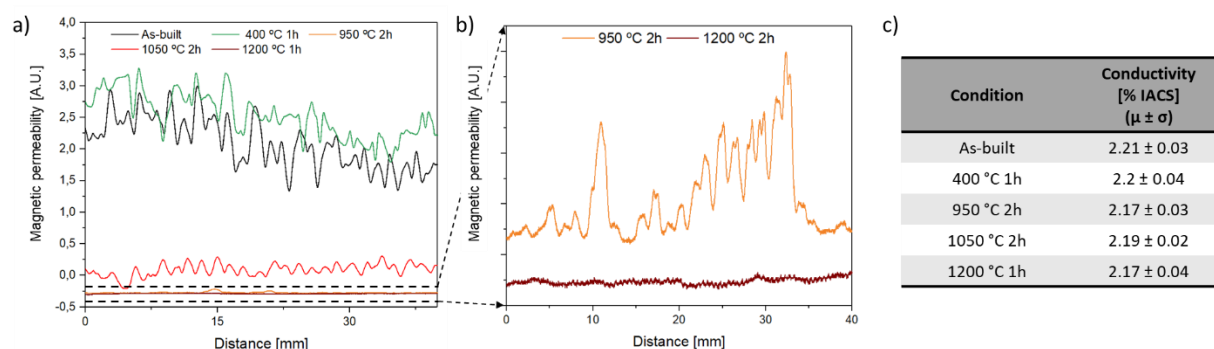 a)
4,0
3,5
3,0
2,5
2,0
1,5
1,0
0,5
0,0
-0,5
Magnetic permeability [A.U.]
As-built
400 ºC 1h
950 ºC 2h
1050 ºC 2h
1200 ºC 1h
0
15
30
Distance [mm]
b)
Magnetic permeability [A.U.]
950 °C 2h
1200 °C 2h
0
10
20
30
40
Distance [mm]
c)
Condition
Conductivity
[% IACS]
(μ ± σ)
As-built 2.21 ± 0.03
400 °C 1h 2.2 ± 0.04
950 °C 2h 2.17 ± 0.03
1050 °C 2h 2.19 ± 0.02
1200 °C 1h 2.17 ± 0.04